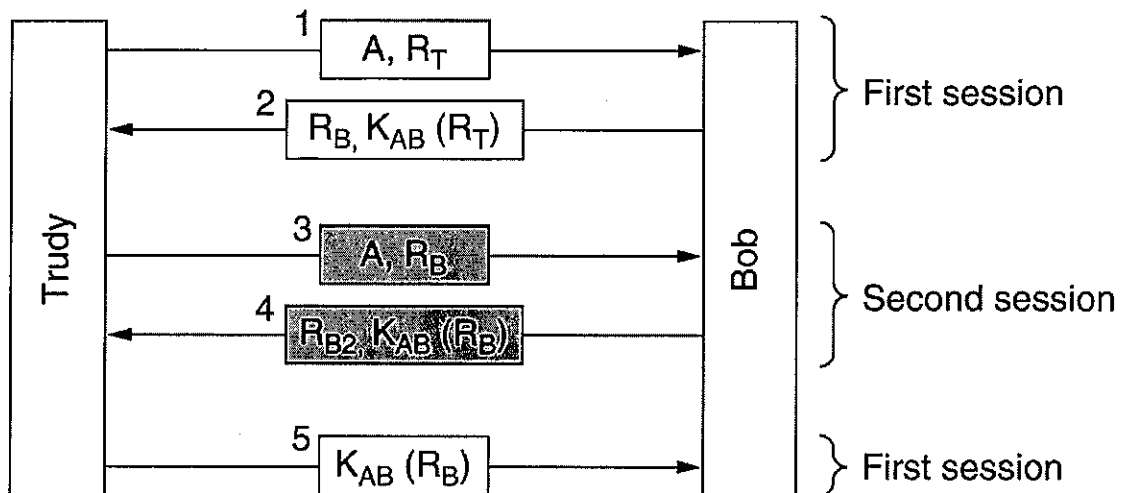 1
A, R_T
First session
2
R_B, K_AB (R_T)
Trudy
Bob
3
A, R_B
Second session
4
R_B2, K_AB (R_B)
5
K_AB (R_B)
First session